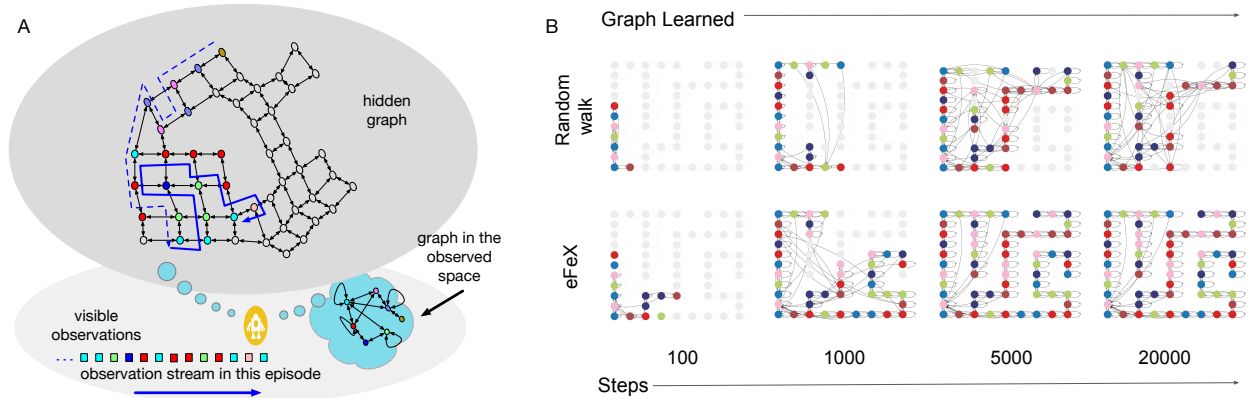 A
hidden
graph
graph in the
observed
space
visible
observations
observation stream in this episode
B
Graph Learned
Random
walk
eFeX
100
1000
5000
20000
Steps